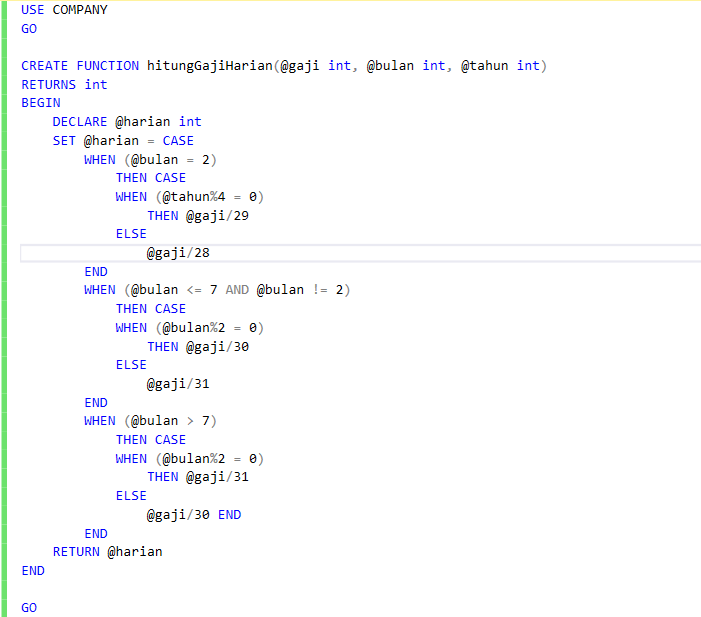 USE COMPANY
GO
CREATE FUNCTION hitungGajiHarian(@gaji int, @bulan int, @tahun int)
RETURNS int
BEGIN
DECLARE @harian int
SET @harian = CASE
WHEN (@bulan = 2)
THEN CASE
WHEN (@tahun%4 = 0)
THEN @gaji/29
ELSE
@gaji/28
END
WHEN (@bulan <= 7 AND @bulan != 2)
THEN CASE
WHEN (@bulan%2 = 0)
THEN @gaji/30
ELSE
@gaji/31
END
WHEN (@bulan > 7)
THEN CASE
WHEN (@bulan%2 = 0)
THEN @gaji/31
ELSE
@gaji/30 END
END
RETURN @harian
END
GO